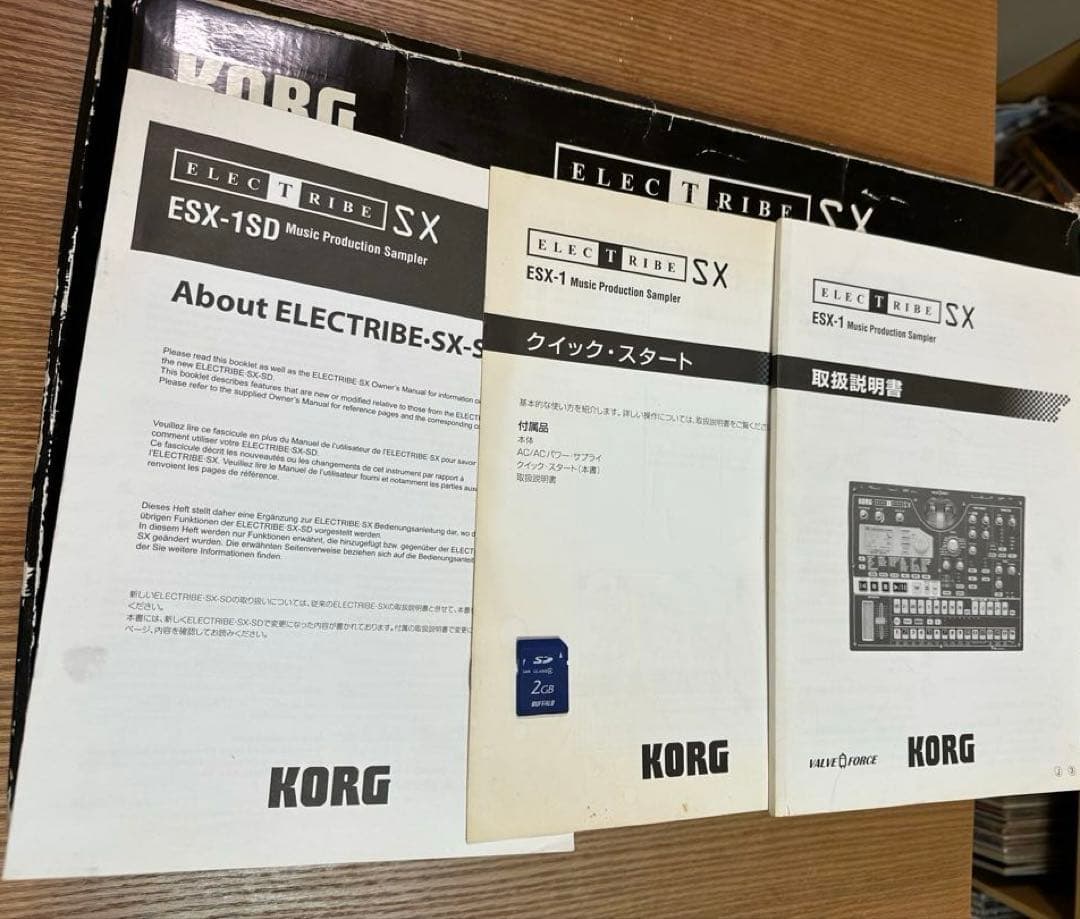 KORG
ELECTRIBE SX
ELECTRIBE SX
ESX-1SD Music Production Sampler
About ELECTRIBE•SX-S
Please read this booklet as well as the ELECTRIBE·SX Owner's Manual for information o
the new ELECTRIBE·SX-SD.
This booklet describes features that are new or modified relative to those from the ELECT
Please refer to the supplied Owner's Manual for reference pages and the corresponding
Veuillez lire ce fascicule en plus du Manuel de l'utilisateur de l'ELECTRIBE·SX pour savoir
comment utiliser votre ELECTRIBE·SX-SD.
Ce fascicule décrit les nouveautés ou les changements de cet instrument par rapport à
l'ELECTRIBE·SX. Veuillez lire le Manuel de l'utilisateur fourni et notamment les parties aux
renvoient les pages de référence.
Dieses Heft stellt daher eine Ergänzung zur ELECTRIBE·SX Bedienungsanleitung dar, wo d
übrigen Funktionen der ELECTRIBE·SX-SD vorgestellt werden.
In diesem Heft werden nur Funktionen erwähnt, die hinzugefügt bzw. gegenüber der ELECT
SX geändert wurden. Die erwähnten Seitenverweise beziehen sich auf die Bedienungsanleit
der Sie weitere Informationen finden.
新しいELECTRIBE·SX-SDの取り扱いについては、従来のELECTRIBE·SXの取扱説明書と併せて、本書
ください。
本書には、新しくELECTRIBE·SX-SDで変更になった内容が書かれております。付属の取扱説明書で変更に
ページ、内容を確認してお読みください。
KORG
ELECTRIBE SX
ESX-1 Music Production Sampler
クイック・スタート
基本的な使い方を紹介します。詳しい操作については、取扱説明書をご覧くださ
付属品
本体
AC/ACパワー・サプライ
クイック・スタート(本書)
取扱説明書
SD
CLASS
2GB
BUFFALO
KORG
ELECTRIBE SX
ESX-1 Music Production Sampler
取扱説明書
KORG
VALVE FORCE
KORG
J 3